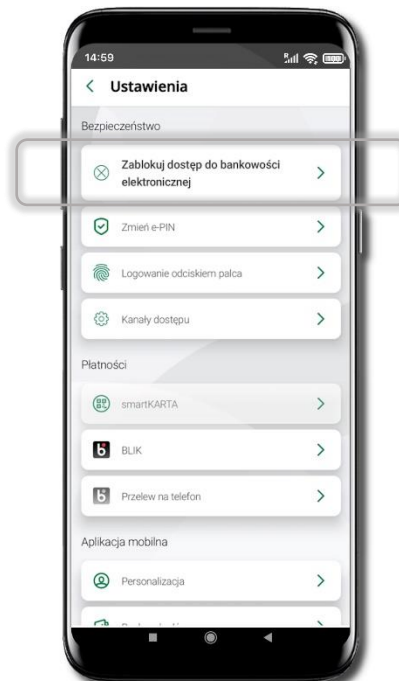 14:59
Ustawienia
Bezpieczeństwo
Zablokuj dostęp do bankowości
elektronicznej
Zmień e-PIN
Logowanie odciskiem palca
Kanały dostępu
Płatności
smartKARTA
BLIK
Przelew na telefon
Aplikacja mobilna
Personalizacja